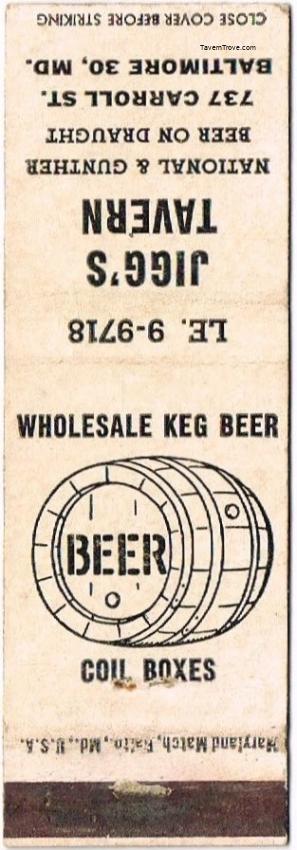 TavernTrove.com
LE. 9-9718
JIGG'S
TAVERN
NATIONAL & GUNTHER
BEER ON DRAUGHT
737 CARROLL ST.
BALTIMORE 30, MD.
CLOSE COVER BEFORE STRIKING
WHOLESALE KEG BEER
BEER
COIL BOXES
Maryland Match, Balto., Md., U.S.A.